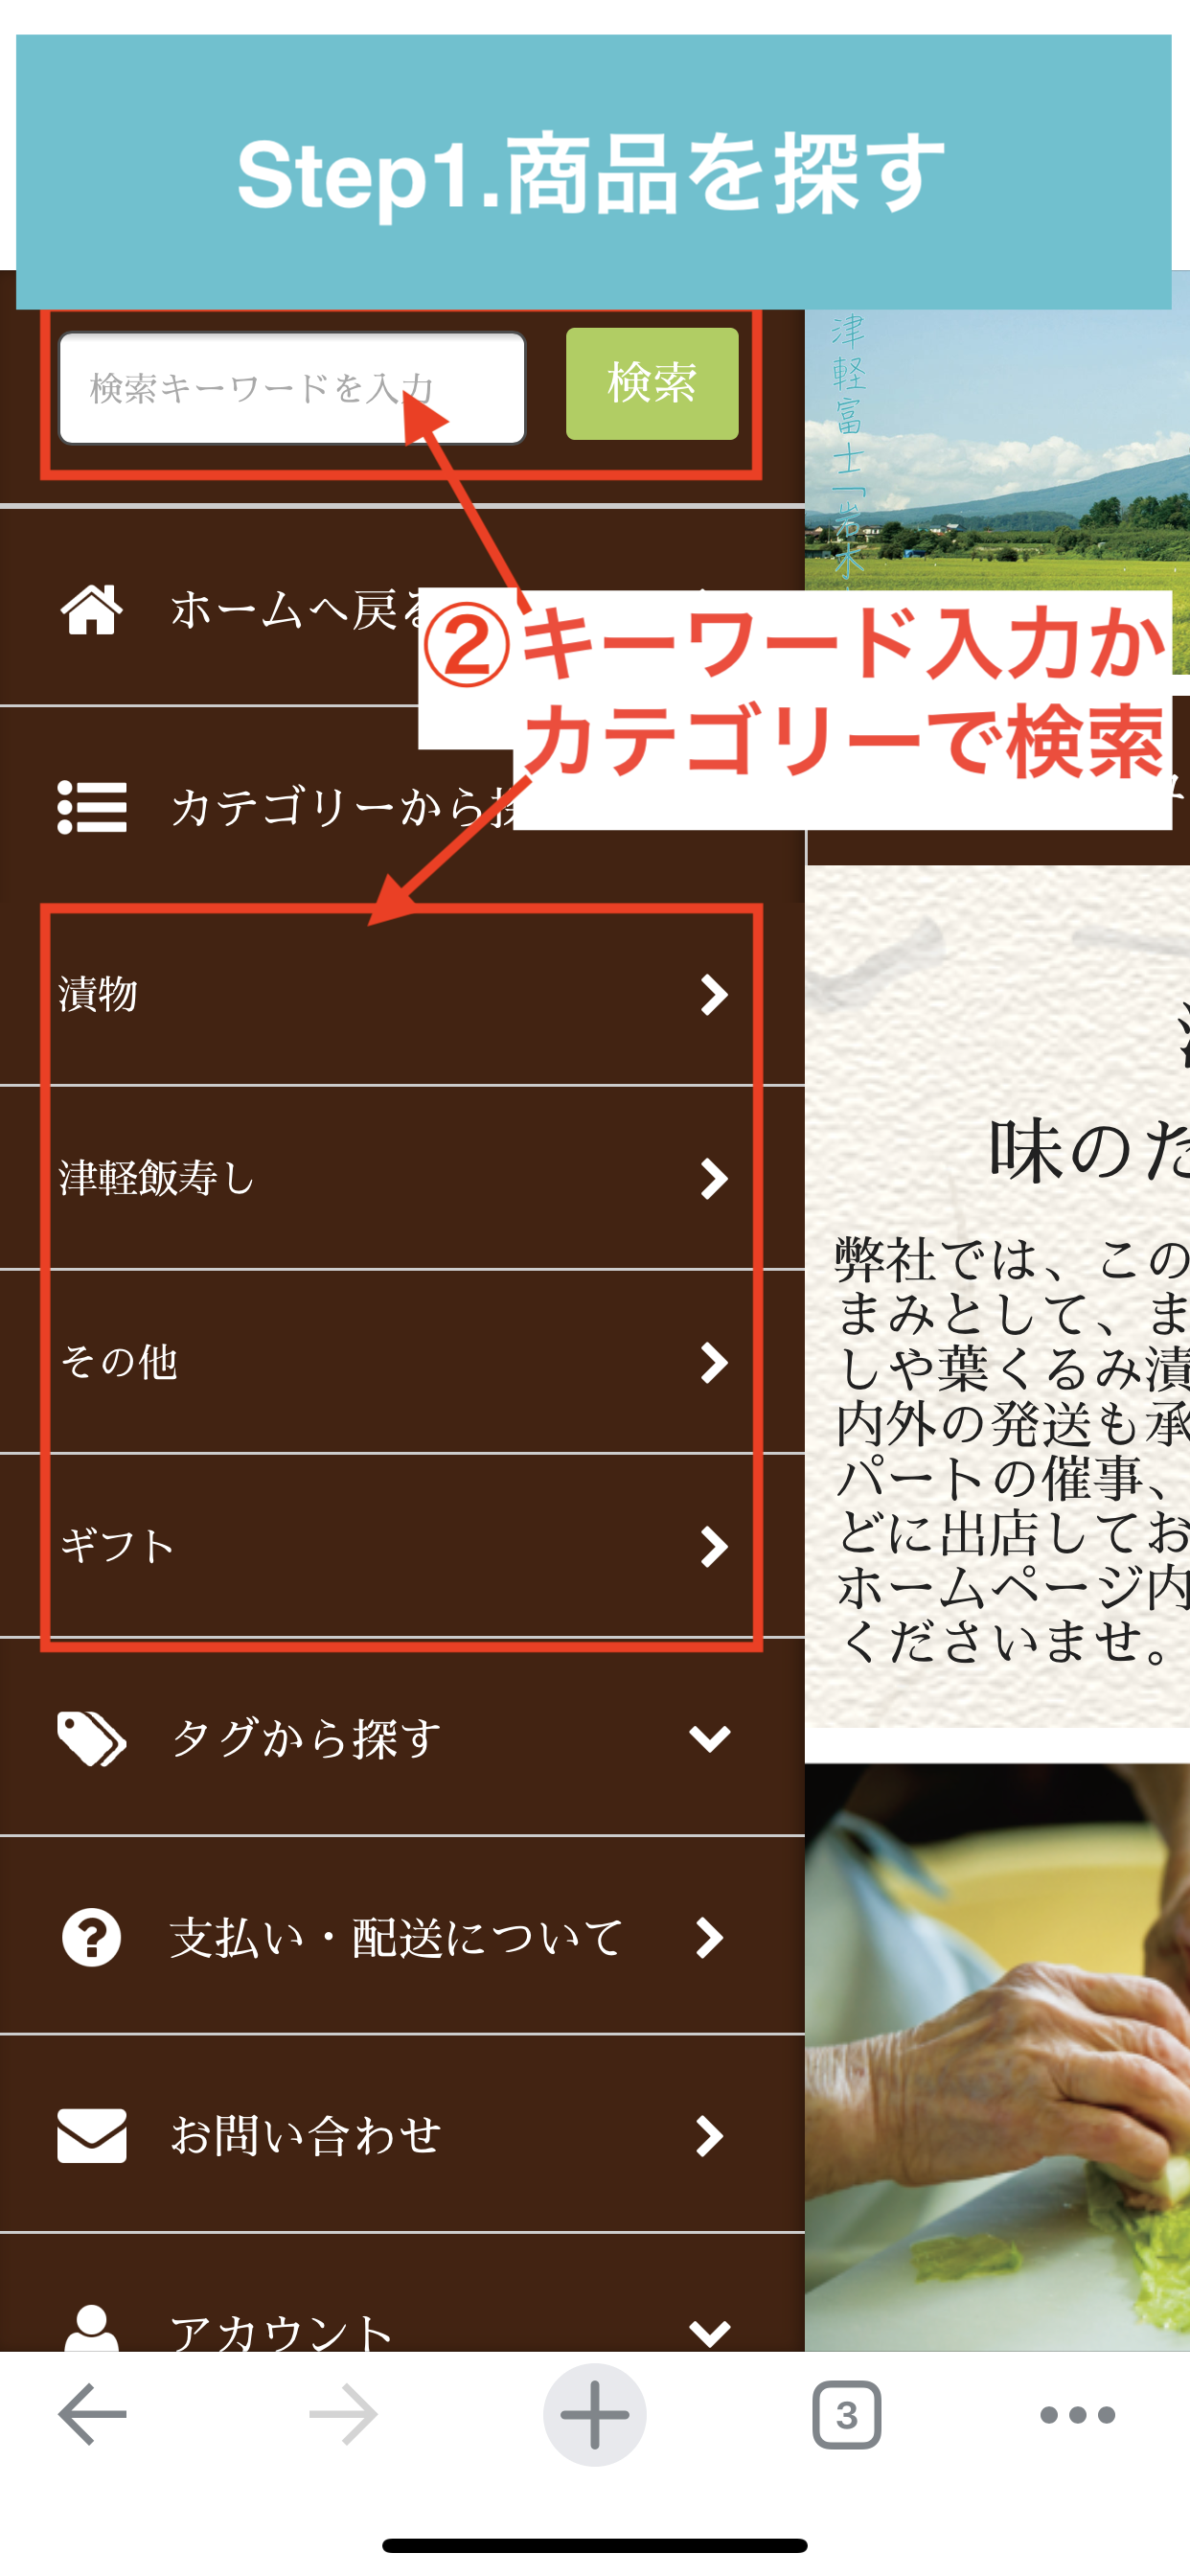 Step1.商品を探す
検索キーワードを入力
検索
津軽富士「岩木
ホームへ戻る
②キーワード入力か
カテゴリーで検索
カテゴリーから探
漬物
津軽飯寿し
その他
ギフト
タグから探す
支払い・配送について
お問い合わせ
アカウント
味のた
弊社では、この
まみとして、ま
しや葉くるみ漬
内外の発送も承
パートの催事、
どに出店してお
ホームページ内
くださいませ。
3